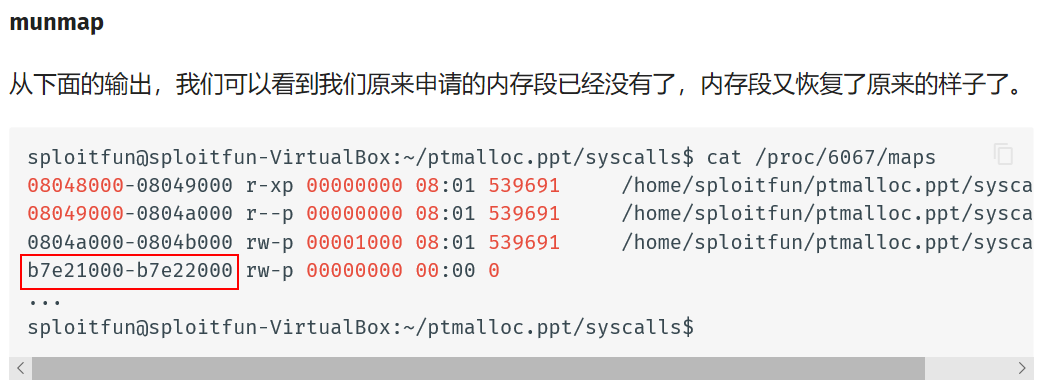 munmap
从下面的输出，我们可以看到我们原来申请的内存段已经没有了，内存段又恢复了原来的样子了。
sploitfun@sploitfun-VirtualBox:~/ptmalloc.ppt/syscalls$ cat /proc/6067/maps
08048000-08049000 r-xp 00000000 08:01 539691     /home/sploitfun/ptmalloc.ppt/sysca
08049000-0804a000 r--p 00000000 08:01 539691     /home/sploitfun/ptmalloc.ppt/sysca
0804a000-0804b000 rw-p 00001000 08:01 539691     /home/sploitfun/ptmalloc.ppt/sysca
b7e21000-b7e22000 rw-p 00000000 00:00 0
...
sploitfun@sploitfun-VirtualBox:~/ptmalloc.ppt/syscalls$